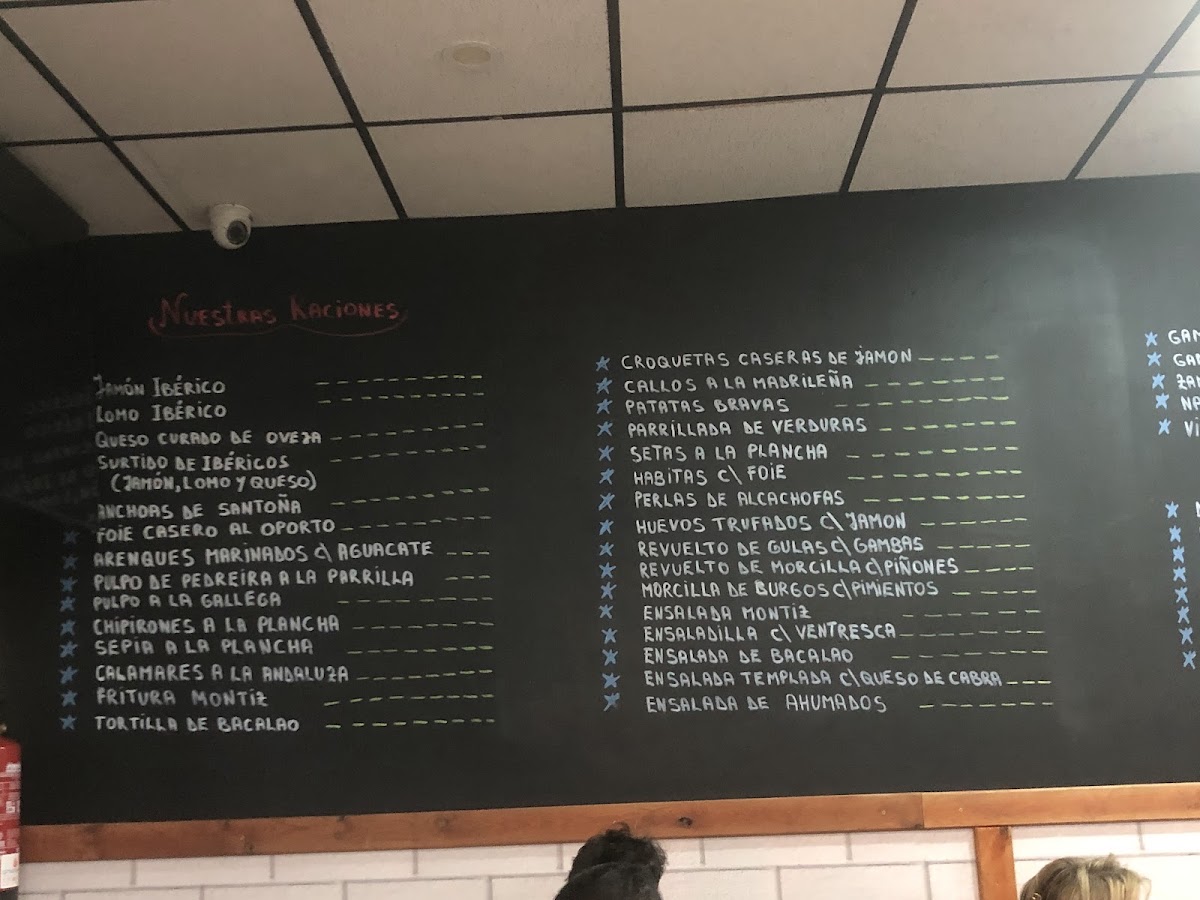 Nuestras Raciones
Jamón Ibérico
Lomo Ibérico
Queso curado de oveja
Surtido de Ibéricos
(Jamón, Lomo y Queso)
Anchoas de Santoña
Foie casero al Oporto
Arenques marinados c\ aguacate
Pulpo de Pedreira a la parrilla
Pulpo a la gallega
Chipirones a la plancha
Sepia a la plancha
Calamares a la andaluza
Fritura Montiz
Tortilla de bacalao
Croquetas caseras de jamon
Callos a la madrileña
Patatas bravas
Parrillada de verduras
Setas a la plancha
Habitas c\ foie
Perlas de alcachofas
Huevos trufados c\ jamon
Revuelto de gulas c\ gambas
Revuelto de morcilla c\ piñones
Morcilla de Burgos c\ pimientos
Ensalada Montiz
Ensaladilla c\ ventresca
Ensalada de bacalao
Ensalada templada c\ queso de cabra
Ensalada de ahumados